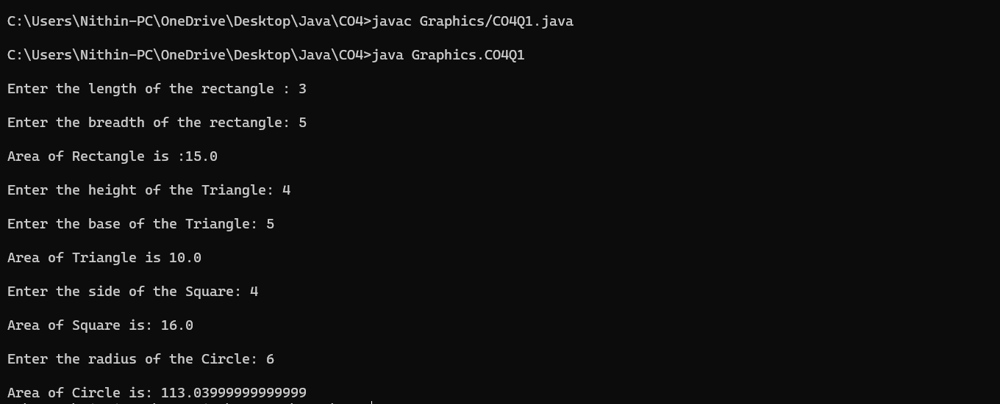 C:\Users\Nithin-PC\OneDrive\Desktop\Java\CO4>javac Graphics/CO4Q1.java
C:\Users\Nithin-PC\OneDrive\Desktop\Java\CO4>java Graphics.CO4Q1
Enter the length of the rectangle : 3
Enter the breadth of the rectangle: 5
Area of Rectangle is :15.0
Enter the height of the Triangle: 4
Enter the base of the Triangle: 5
Area of Triangle is 10.0
Enter the side of the Square: 4
Area of Square is: 16.0
Enter the radius of the Circle: 6
Area of Circle is: 113.03999999999999